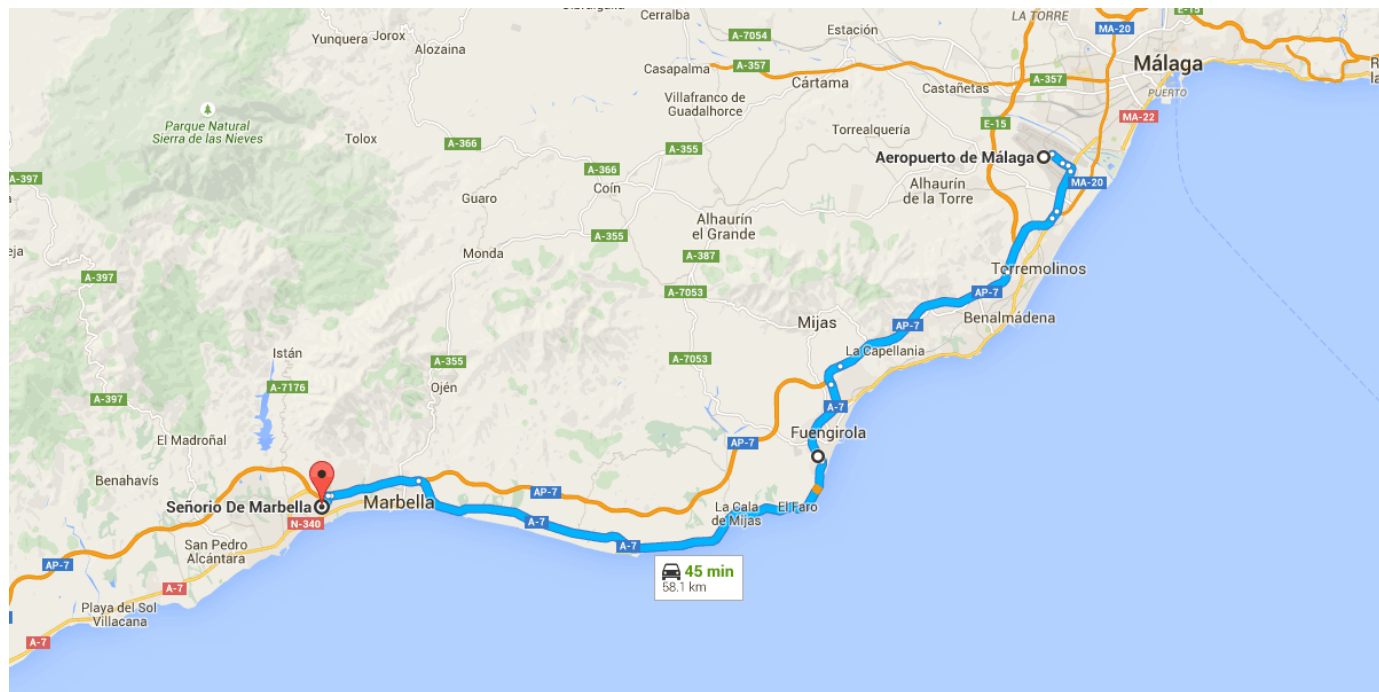 Cerralba
LA TORRE
E-15
MA-20
Yunquera
Jorox
Alozaina
A-7054
Estación
Málaga
Casapalma
A-357
Cártama
A-357
Castañetas
PUERTO
Villafranco de
Guadalhorce
MA-22
Parque Natural
Sierra de las Nieves
Tolox
A-366
A-355
Torrealquería
E-15
Aeropuerto de Málaga
A-397
A-366
Coín
Alhaurín
de la Torre
MA-20
Guaro
Alhaurín
el Grande
A-355
Monda
A-387
A-397
Torremolinos
A-7053
AP-7
Mijas
AP-7
Benalmádena
Istán
A-355
A-7053
La Capellania
A-7176
Ojén
A-397
A-7
El Madroñal
AP-7
Fuengirola
Benahavís
AP-7
Señorio De Marbella
Marbella
La Cala
de Mijas
El Faro
N-340
A-7
San Pedro
Alcántara
A-7
AP-7
45 min
58.1 km
A-7
Playa del Sol
Villacana
A-7